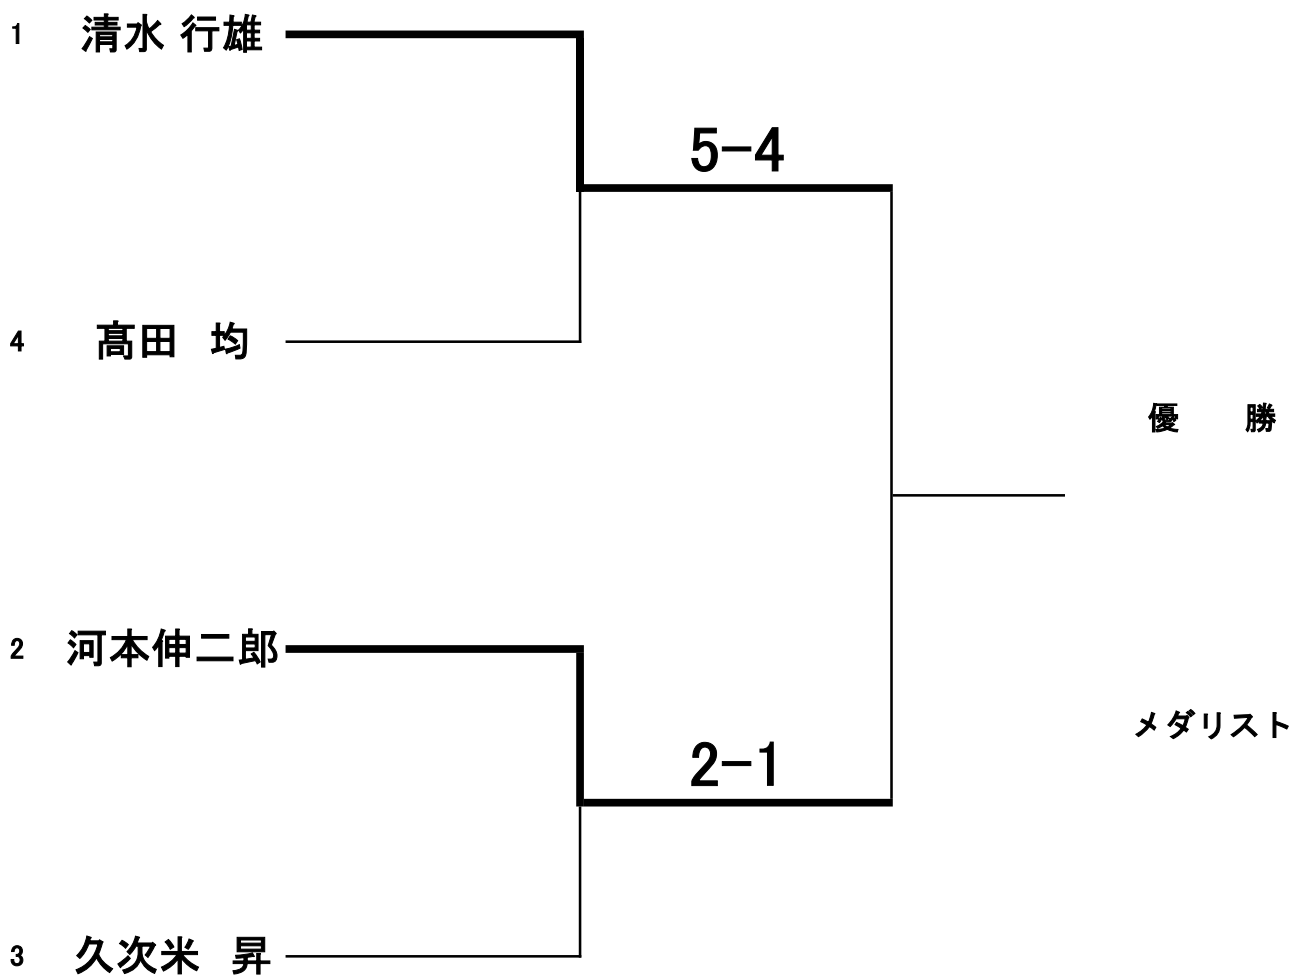 1 清水 行雄
5-4
4 髙田 均
優 勝
2 河本伸二郎
メダリスト
2-1
3 久次米 昇